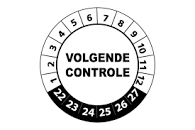 1 2 3 4 5 6 7 8 9 10 11 12
VOLGENDE
CONTROLE
22 23 24 25 26 27